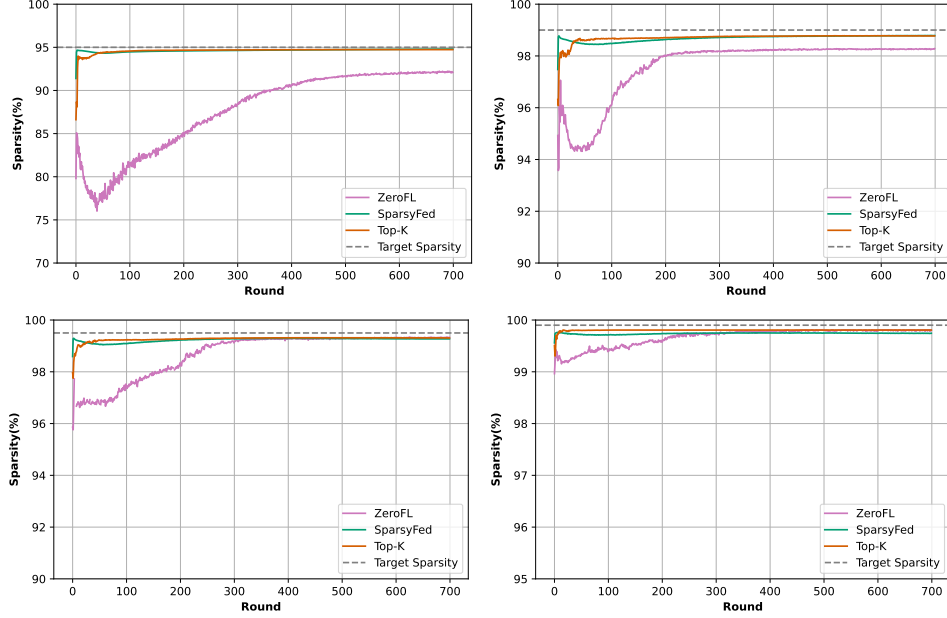 100
95
90
85
80
75
70
Sparsity(%)
0 100 200 300 400 500 600 700
Round
ZeroFL
SparsyFed
Top-K
Target Sparsity
100
98
96
94
92
90
Sparsity(%)
0 100 200 300 400 500 600 700
Round
ZeroFL
SparsyFed
Top-K
Target Sparsity
100
98
96
94
92
90
Sparsity(%)
0 100 200 300 400 500 600 700
Round
ZeroFL
SparsyFed
Top-K
Target Sparsity
100
99
98
97
96
95
Sparsity(%)
0 100 200 300 400 500 600 700
Round
ZeroFL
SparsyFed
Top-K
Target Sparsity